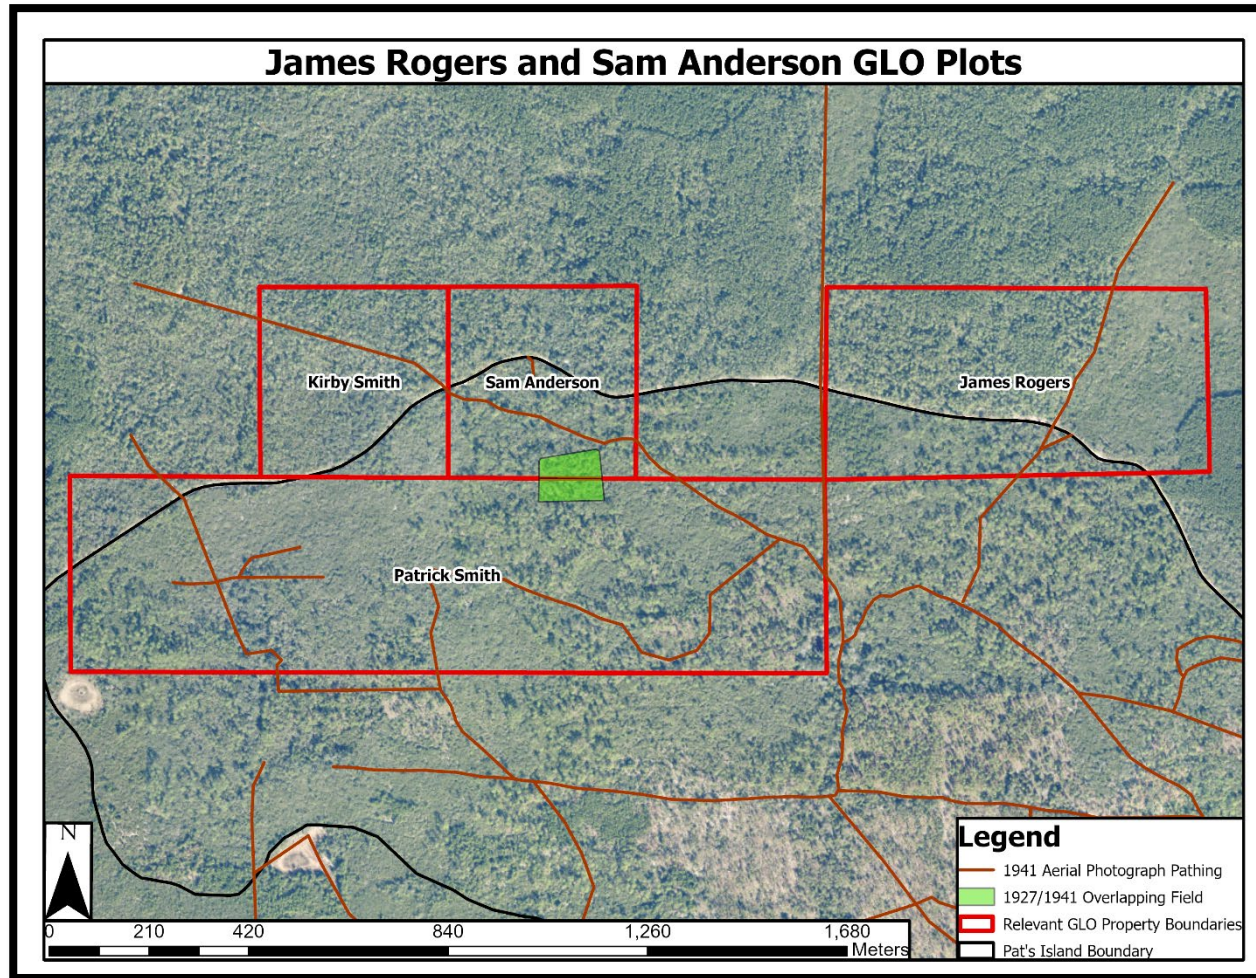 James Rogers and Sam Anderson GLO Plots
Kirby Smith
Sam Anderson
James Rogers
Patrick Smith
N
0 210 420 840 1,260 1,680
Meters
Legend
1941 Aerial Photograph Pathing
1927/1941 Overlapping Field
Relevant GLO Property Boundaries
Pat's Island Boundary